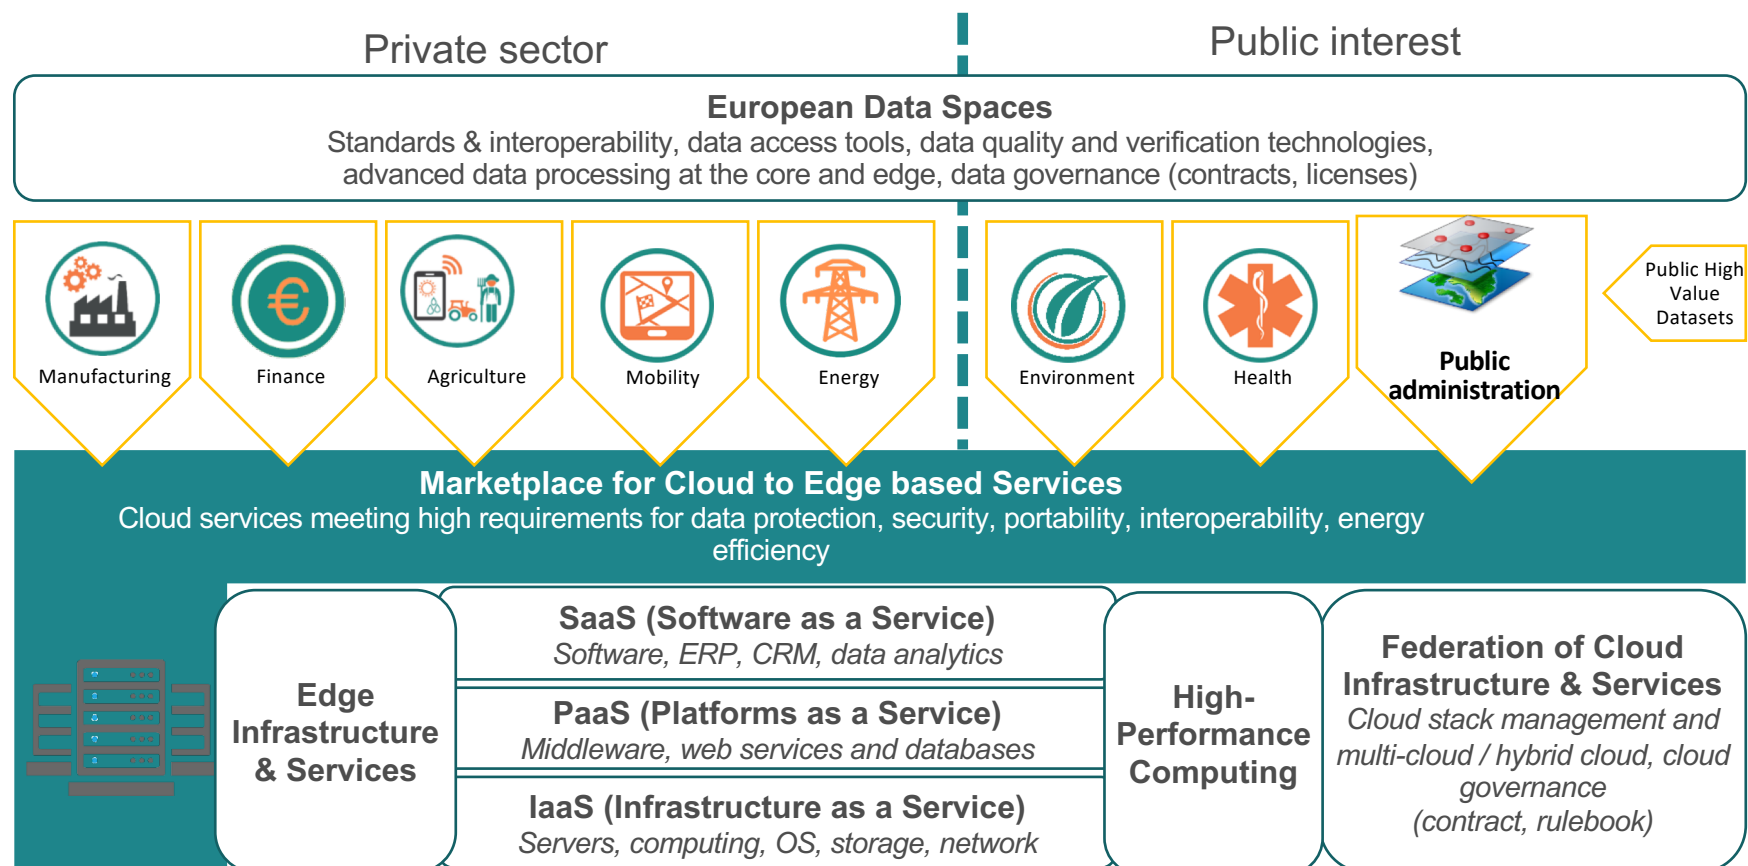 Private sector
Public interest
European Data Spaces
Standards & interoperability, data access tools, data quality and verification technologies,
advanced data processing at the core and edge, data governance (contracts, licenses)
Manufacturing
Finance
Agriculture
Mobility
Energy
Environment
Health
Public
administration
Public High
Value
Datasets
Marketplace for Cloud to Edge based Services
Cloud services meeting high requirements for data protection, security, portability, interoperability, energy
efficiency
Edge
Infrastructure
& Services
SaaS (Software as a Service)
Software, ERP, CRM, data analytics
PaaS (Platforms as a Service)
Middleware, web services and databases
IaaS (Infrastructure as a Service)
Servers, computing, OS, storage, network
High-
Performance
Computing
Federation of Cloud
Infrastructure & Services
Cloud stack management and
multi-cloud / hybrid cloud, cloud
governance
(contract, rulebook)